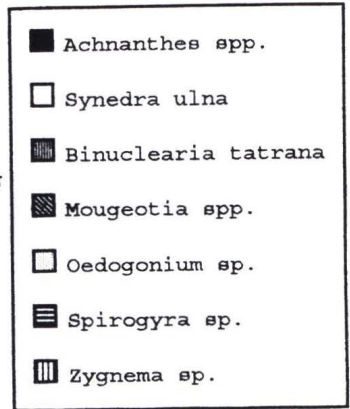 Achnanthes spp.
Synedra ulna
Binuclearia tatrana
Mougeotia spp.
Oedogonium sp.
Spirogyra sp.
Zygnema sp.